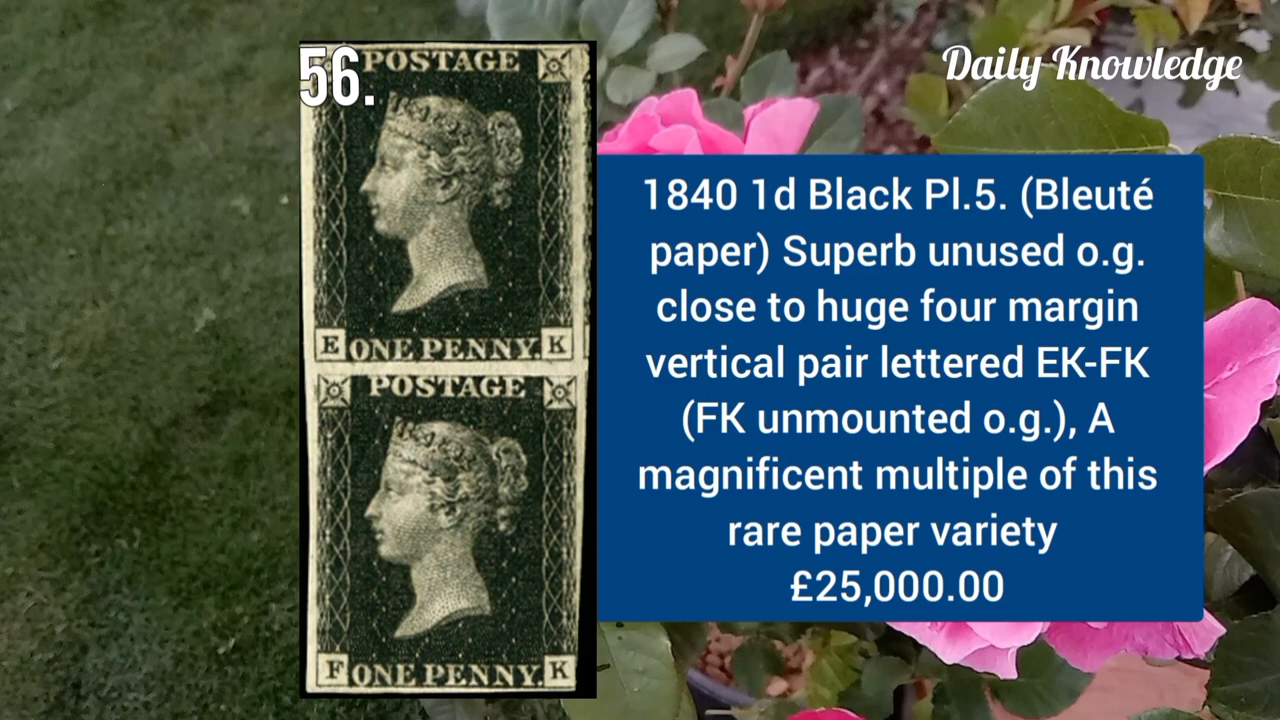 56.
POSTAGE
E ONE PENNY. K
POSTAGE
F ONE PENNY. K
Daily Knowledge
1840 1d Black Pl.5. (Bleuté
paper) Superb unused o.g.
close to huge four margin
vertical pair lettered EK-FK
(FK unmounted o.g.), A
magnificent multiple of this
rare paper variety
£25,000.00